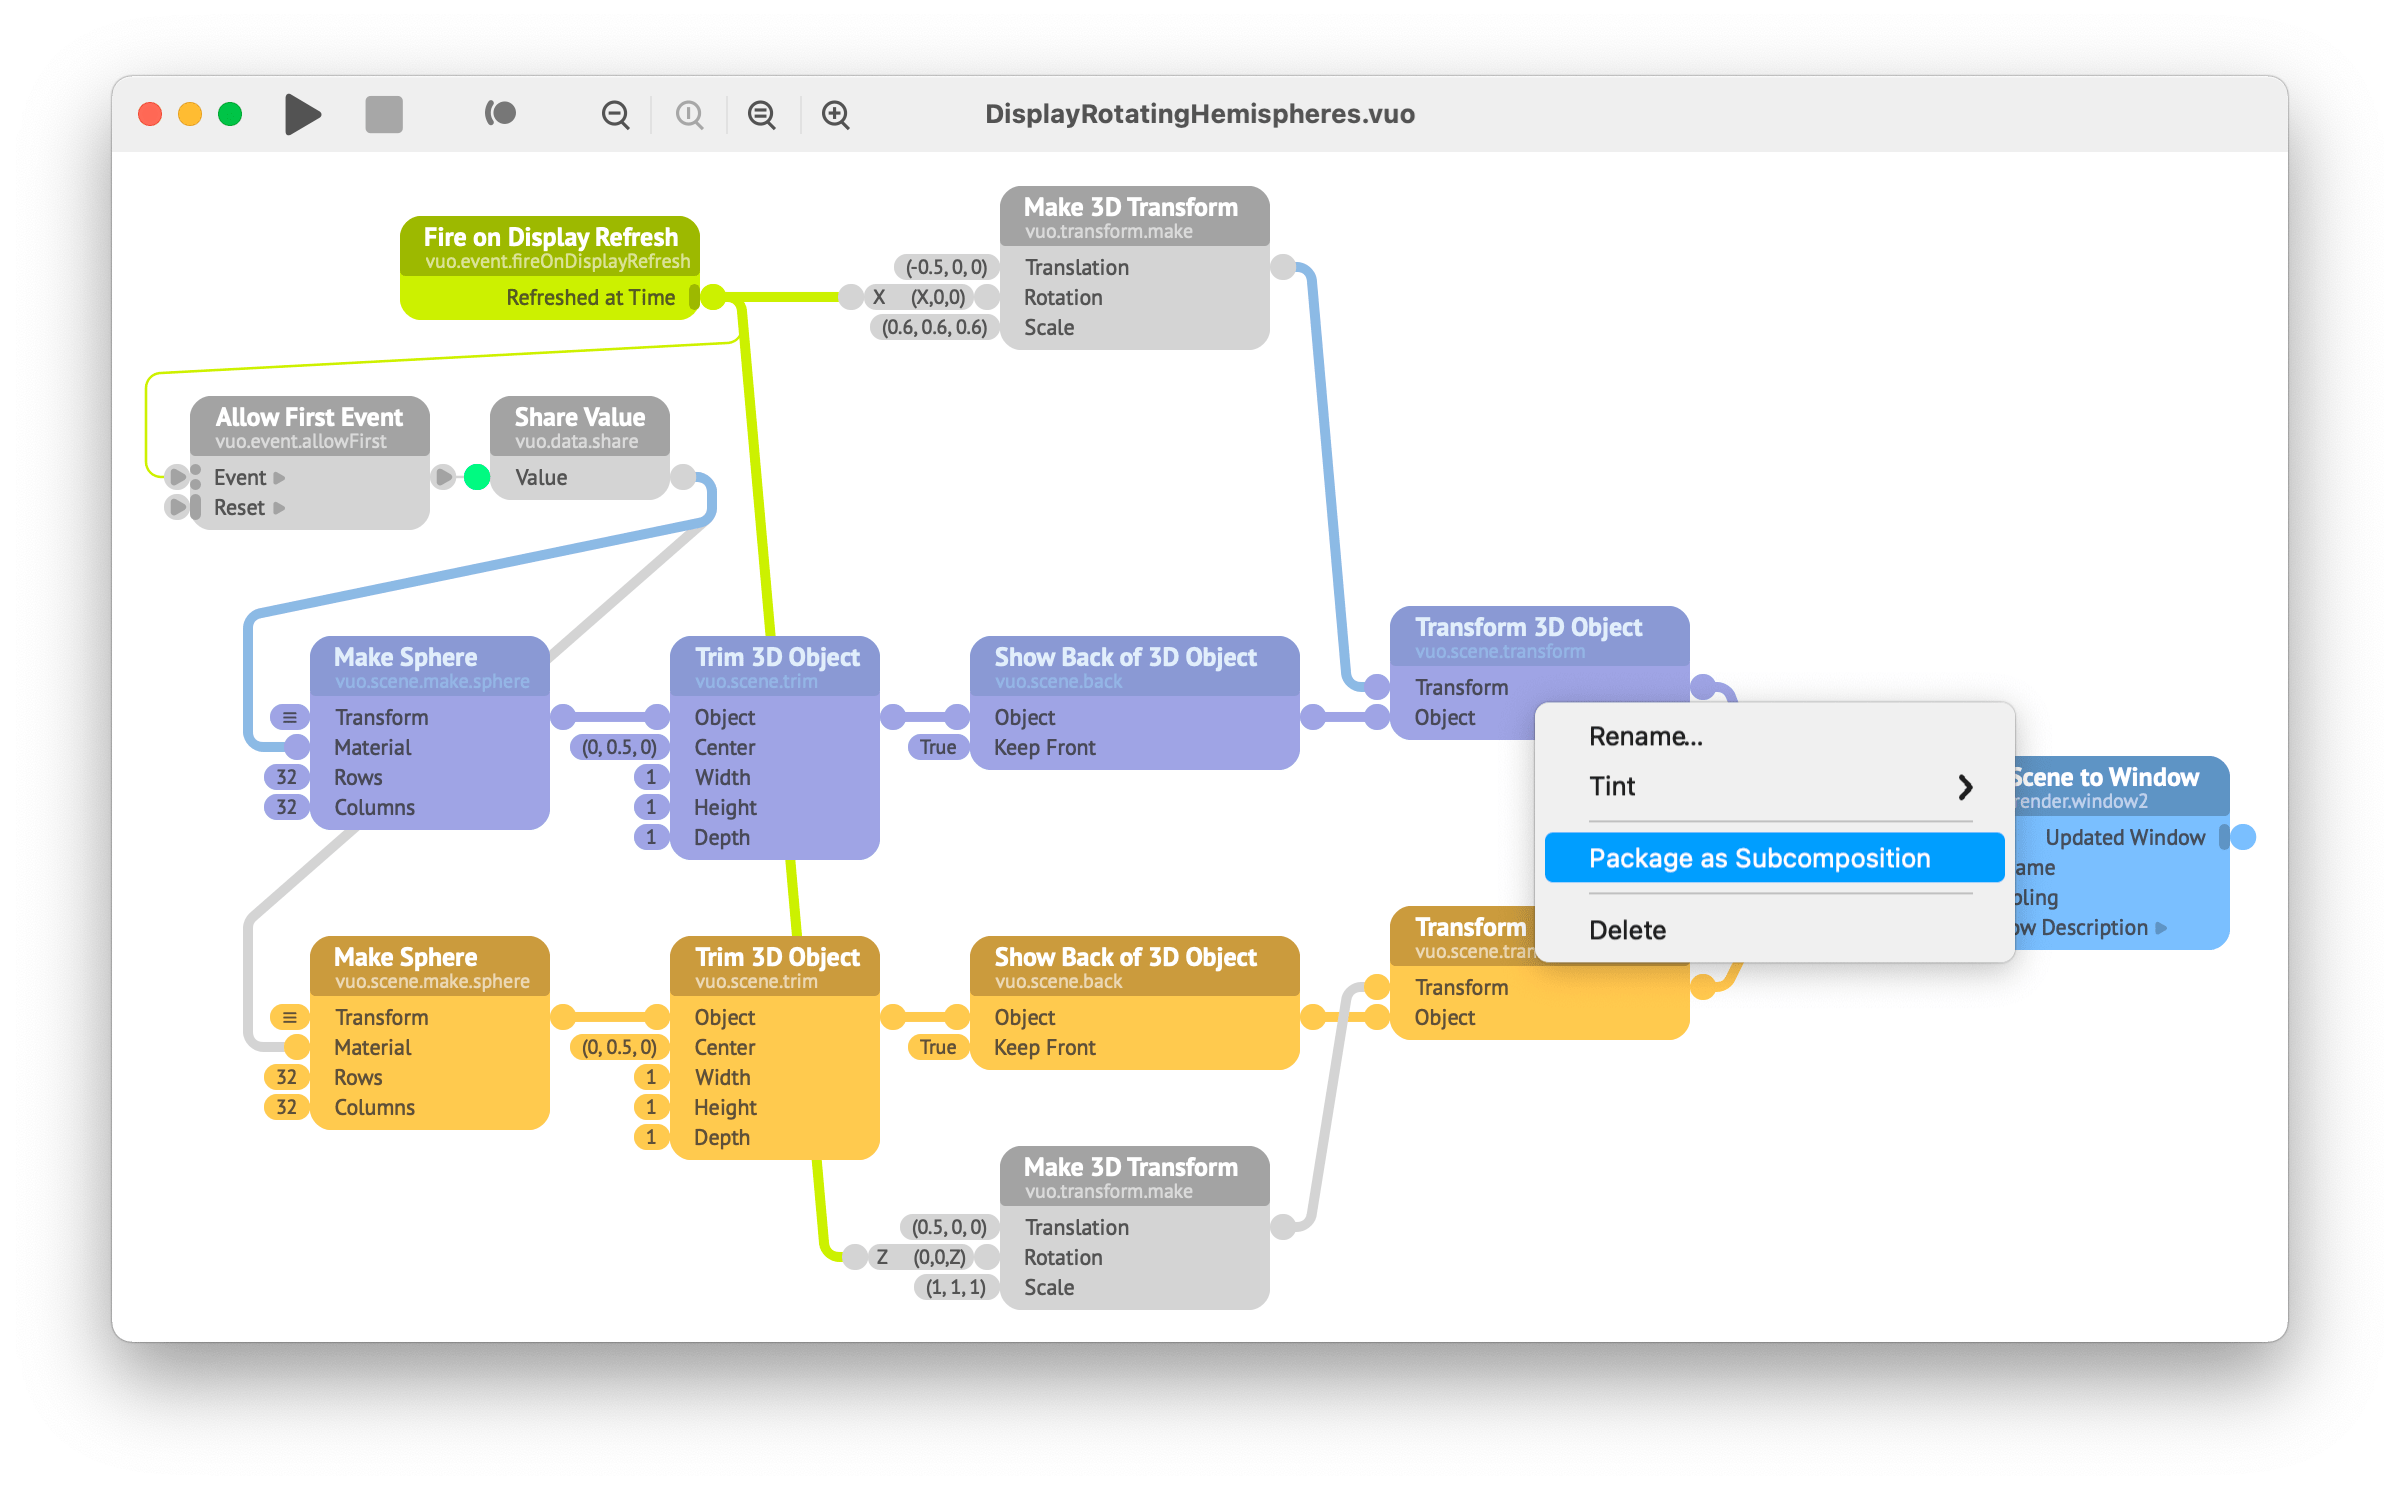 DisplayRotatingHemispheres.vuo
Make 3D Transform
vuo.transform.make
(-0.5, 0, 0) Translation
X (X,0,0) Rotation
(0.6, 0.6, 0.6) Scale
Fire on Display Refresh
vuo.event.fireOnDisplayRefresh
Refreshed at Time
Allow First Event
vuo.event.allowFirst
Event
Reset
Share Value
vuo.data.share
Value
Make Sphere
vuo.scene.make.sphere
Transform
Material
32 Rows
32 Columns
Trim 3D Object
vuo.scene.trim
Object
(0, 0.5, 0) Center
1 Width
1 Height
1 Depth
Show Back of 3D Object
vuo.scene.back
Object
True Keep Front
Transform 3D Object
vuo.scene.transform
Transform
Object
Rename...
Tint
Package as Subcomposition
Delete
Scene to Window
render.window2
Updated Window
Description
Make Sphere
vuo.scene.make.sphere
Transform
Material
32 Rows
32 Columns
Trim 3D Object
vuo.scene.trim
Object
(0, 0.5, 0) Center
1 Width
1 Height
1 Depth
Show Back of 3D Object
vuo.scene.back
Object
True Keep Front
Transform
vuo.scene.tran
Transform
Object
Make 3D Transform
vuo.transform.make
(0.5, 0, 0) Translation
Z (0,0,Z) Rotation
(1, 1, 1) Scale